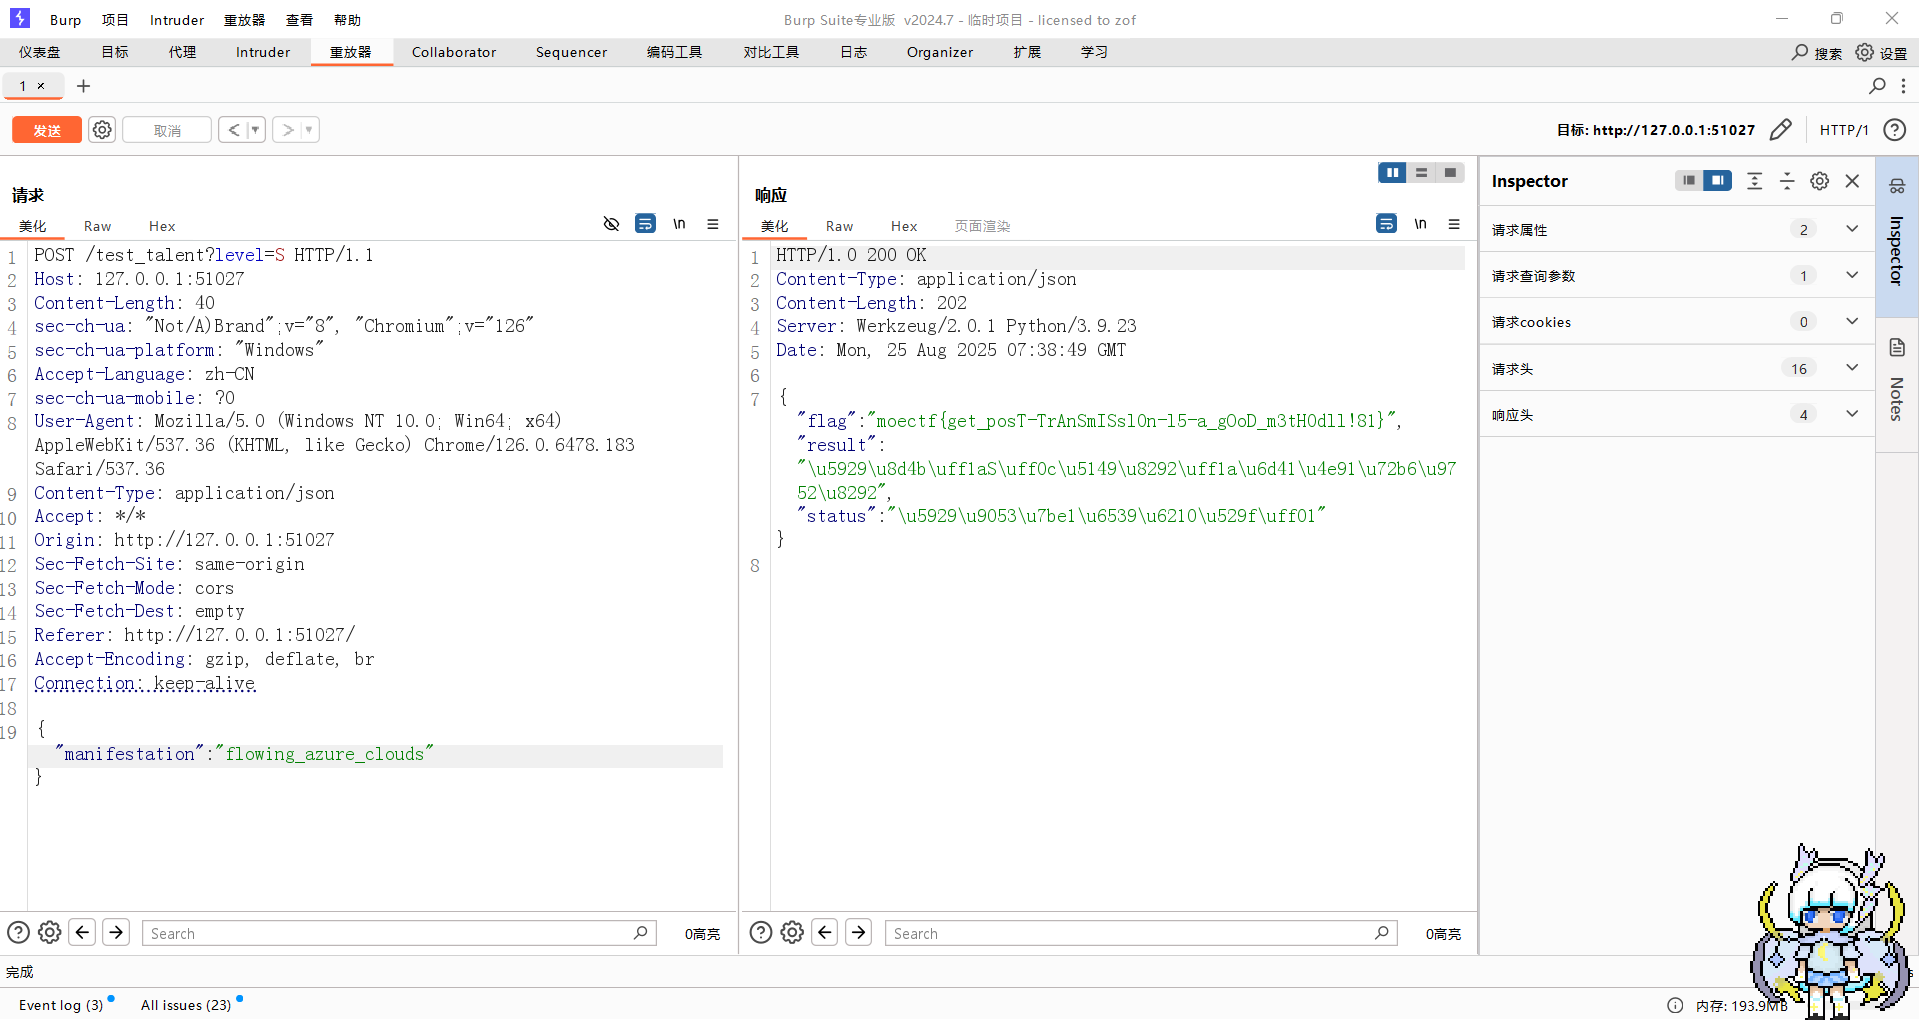 Burp 项目 Intruder 重放器 查看 帮助 Burp Suite专业版 v2024.7 - 临时项目 - licensed to zof
仪表盘 目标 代理 Intruder 重放器 Collaborator Sequencer 编码工具 对比工具 日志 Organizer 扩展 学习 搜索 设置
1 × +
发送 取消 < > 目标: http://127.0.0.1:51027 HTTP/1
请求
美化 Raw Hex \n
1 POST /test_talent?level=S HTTP/1.1
2 Host: 127.0.0.1:51027
3 Content-Length: 40
4 sec-ch-ua: "Not/A)Brand";v="8", "Chromium";v="126"
5 sec-ch-ua-platform: "Windows"
6 Accept-Language: zh-CN
7 sec-ch-ua-mobile: ?0
8 User-Agent: Mozilla/5.0 (Windows NT 10.0; Win64; x64)
AppleWebKit/537.36 (KHTML, like Gecko) Chrome/126.0.6478.183
Safari/537.36
9 Content-Type: application/json
10 Accept: */*
11 Origin: http://127.0.0.1:51027
12 Sec-Fetch-Site: same-origin
13 Sec-Fetch-Mode: cors
14 Sec-Fetch-Dest: empty
15 Referer: http://127.0.0.1:51027/
16 Accept-Encoding: gzip, deflate, br
17 Connection: keep-alive
18
19 {
"manifestation":"flowing_azure_clouds"
}
Search 0高亮
响应
美化 Raw Hex 页面渲染 \n
1 HTTP/1.0 200 OK
2 Content-Type: application/json
3 Content-Length: 202
4 Server: Werkzeug/2.0.1 Python/3.9.23
5 Date: Mon, 25 Aug 2025 07:38:49 GMT
6
7 {
"flag":"moectf{get_posT-TrAnSmISsl0n-l5-a_gOoD_m3tH0dll!81}",
"result":
"\u5929\u8d4b\uff1aS\uff0c\u5149\u8292\uff1a\u6d41\u4e91\u72b6\u97
52\u8292",
"status":"\u5929\u9053\u7be1\u6539\u6210\u529f\uff01"
}
8
Search 0高亮
Inspector
请求属性 2
请求查询参数 1
请求cookies 0
请求头 16
响应头 4
Inspector
Notes
完成
Event log (3) All issues (23) 内存: 193.9MB